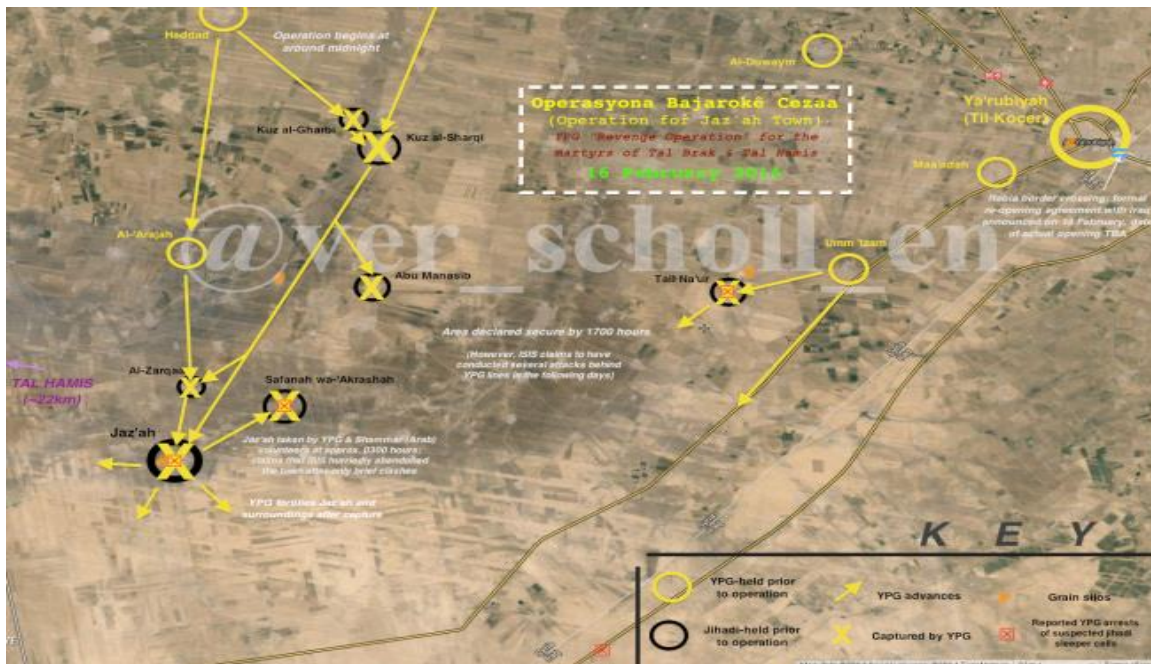 Haddad
Operation begins at
around midnight
Al-Duwaym
Operasyona Bajarokê Cezaa
(Operation for Jaz'ah Town)
YPG "Revenge Operation" for the
martyrs of Tal Brak & Tal Hamis
16 February
Ya'rubiyah
(Til Koçer)
Kuz al-Gharbi
Kuz al-Sharqi
Rabia border crossing; formal
re-opening agreement with Iraq
announced on 18 February, date
of actual opening TBA
@ver_scholl_en
Al-'Arajah
Abu Manasib
Tall Na'ur
Area declared secure by 1700 hours
(However, ISIS claims to have
conducted several attacks behind
YPG lines in the following days)
TAL HAMIS
(~22km)
Al-Zarqaa
Safanah wa-'Akrashah
Jaz'ah
Jaz'ah taken by YPG & Shammar (Arab)
volunteers at approx. 0300 hours;
claims that ISIS hurriedly abandoned
the town after only brief clashes
YPG fortifies Jaz'ah and
surroundings after capture
K E Y
YPG-held prior
to operation
YPG advances
Grain silos
Jihadi-held prior
to operation
Captured by YPG
Reported YPG arrests
of suspected jihadi
sleeper cells